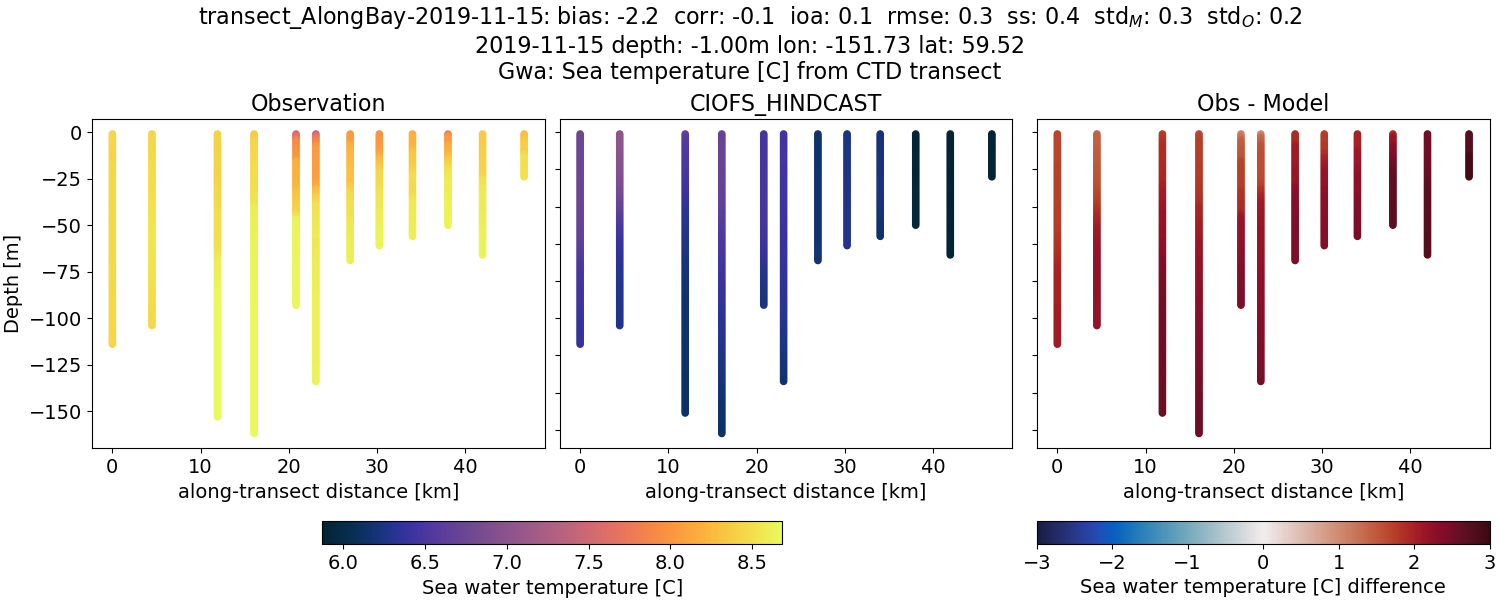 transect_AlongBay-2019-11-15: bias: -2.2 corr: -0.1 ioa: 0.1 rmse: 0.3 ss: 0.4 std_M: 0.3 std_O: 0.2
2019-11-15 depth: -1.00m lon: -151.73 lat: 59.52
Gwa: Sea temperature [C] from CTD transect
Observation
CIOFS_HINDCAST
Obs - Model
Depth [m]
0
−25
−50
−75
−100
−125
−150
0 10 20 30 40
0 10 20 30 40
0 10 20 30 40
along-transect distance [km]
along-transect distance [km]
along-transect distance [km]
6.0 6.5 7.0 7.5 8.0 8.5
Sea water temperature [C]
−3 −2 −1 0 1 2 3
Sea water temperature [C] difference